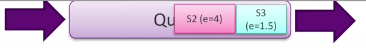 Qu
S2 (e=4)
S3
(e=1.5)